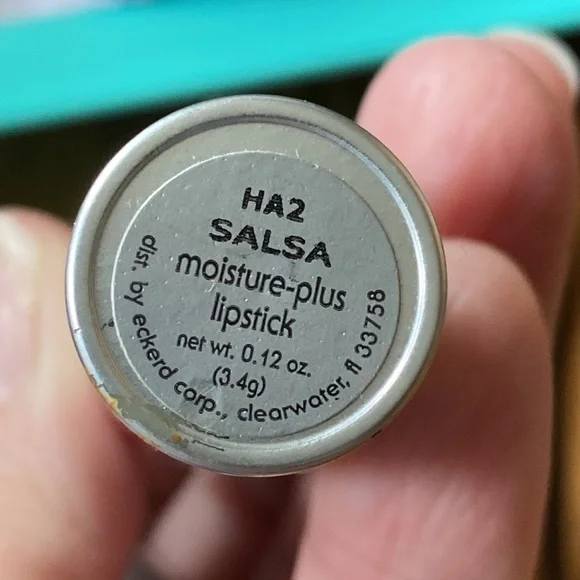 HA2
SALSA
moisture-plus
lipstick
net wt. 0.12 oz.
(3.4g)
dist. by eckerd corp., clearwater, fl 33758